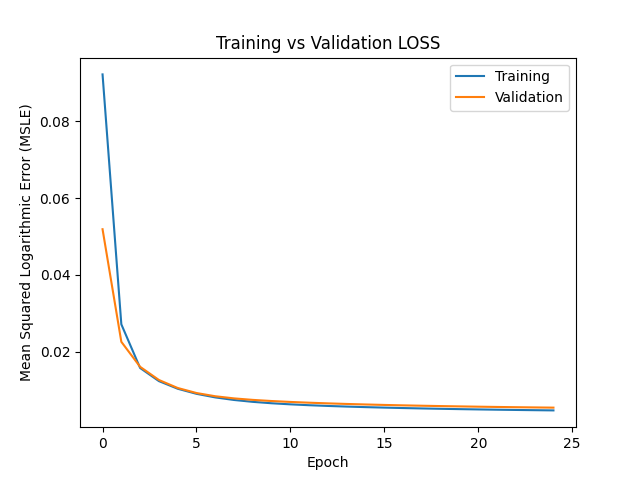 Training vs Validation LOSS
Training
Validation
Mean Squared Logarithmic Error (MSLE)
0.08
0.06
0.04
0.02
0 5 10 15 20 25
Epoch